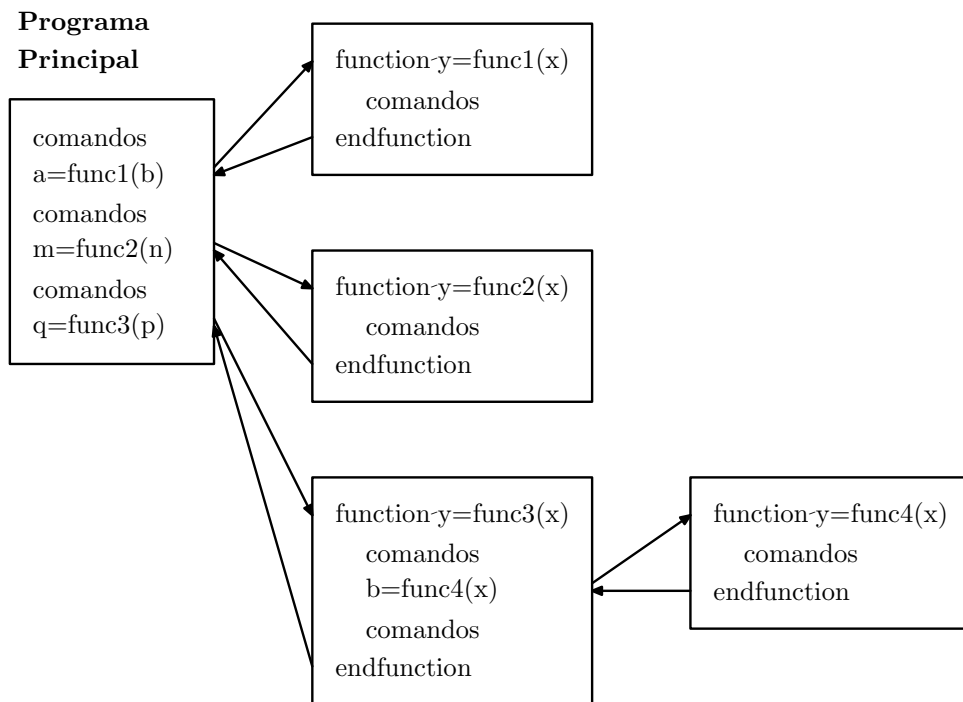 Programa
Principal
comandos
a=func1(b)
comandos
m=func2(n)
comandos
q=func3(p)
function y=func1(x)
comandos
endfunction
function y=func2(x)
comandos
endfunction
function y=func3(x)
comandos
b=func4(x)
comandos
endfunction
function y=func4(x)
comandos
endfunction